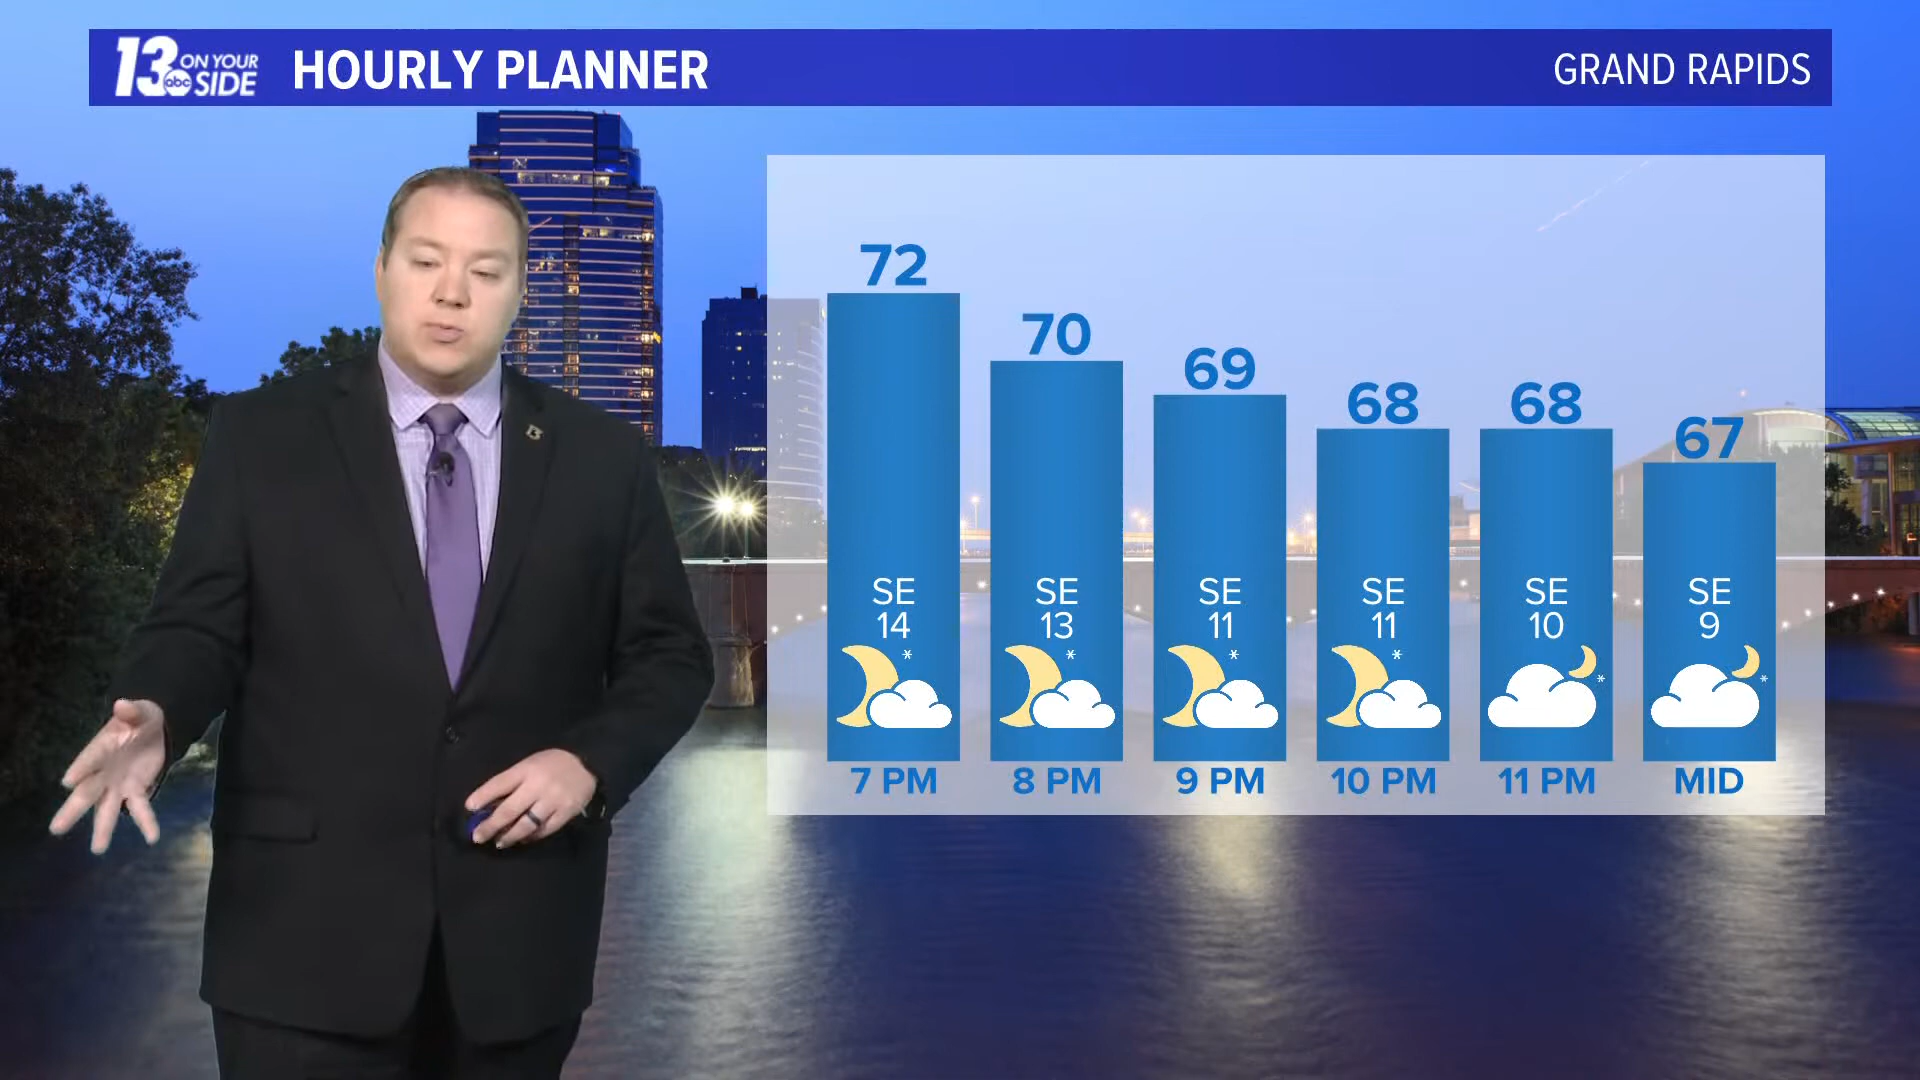 13 ON YOUR SIDE
abc
HOURLY PLANNER
GRAND RAPIDS
72
70
69
68
68
67
SE
14
SE
13
SE
11
SE
11
SE
10
SE
9
7 PM
8 PM
9 PM
10 PM
11 PM
MID